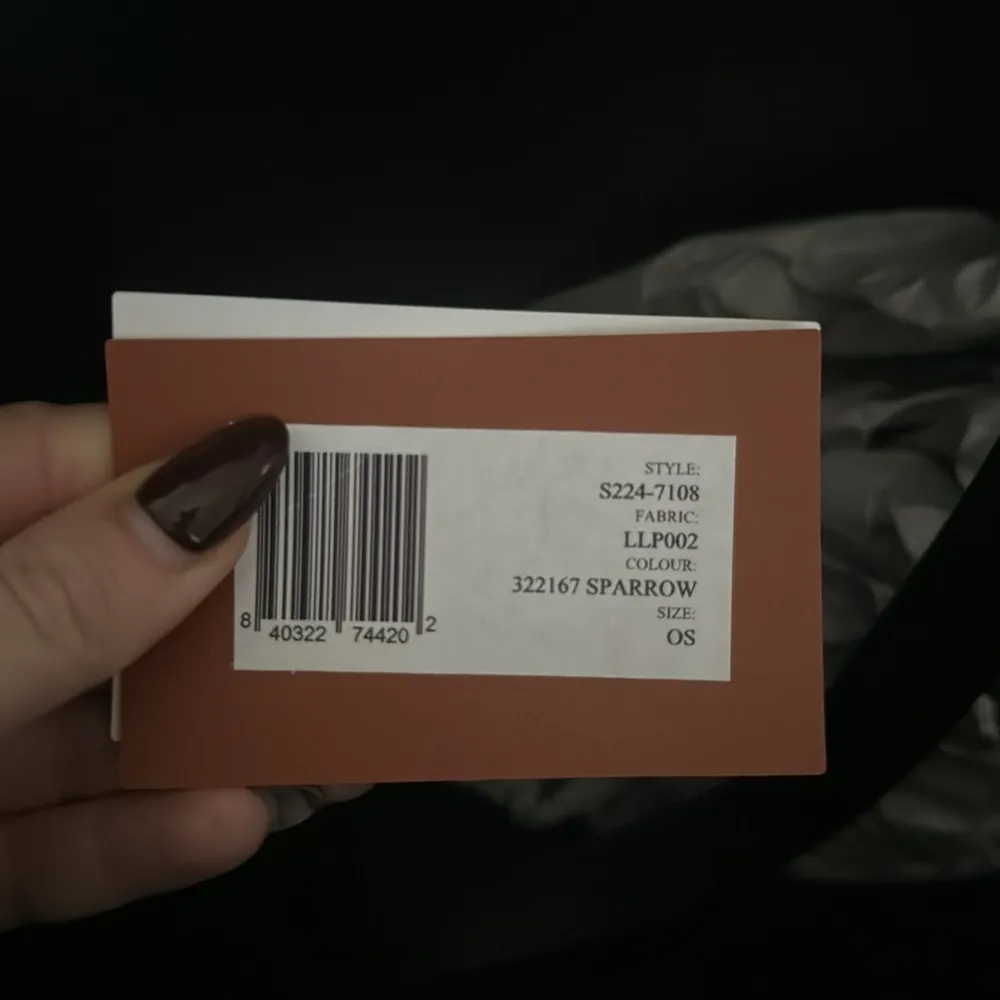 STYLE:
S224-7108
FABRIC:
LLP002
COLOUR:
322167 SPARROW
SIZE:
OS
8 40322 74420 2